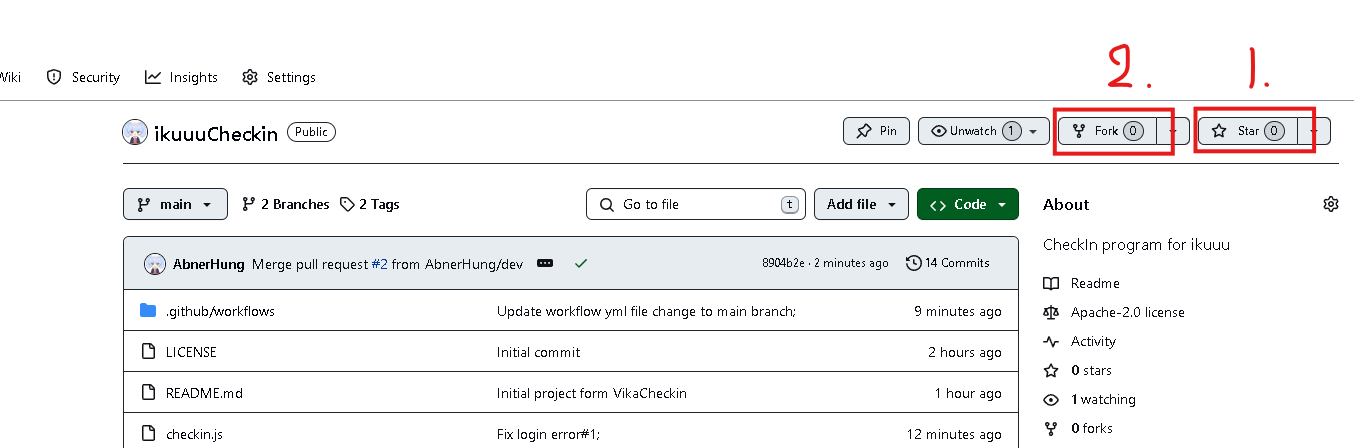 2. 1.
Wiki Security Insights Settings
ikuuuCheckin Public Pin Unwatch 1 Fork 0 Star 0
main 2 Branches 2 Tags Go to file t Add file Code About
CheckIn program for ikuuu
AbnerHung Merge pull request #2 from AbnerHung/dev 8904b2e · 2 minutes ago 14 Commits
Readme
.github/workflows Update workflow yml file change to main branch; 9 minutes ago
Apache-2.0 license
Activity
LICENSE Initial commit 2 hours ago
0 stars
README.md Initial project form VikaCheckin 1 hour ago
1 watching
0 forks
checkin.js Fix login error#1; 12 minutes ago